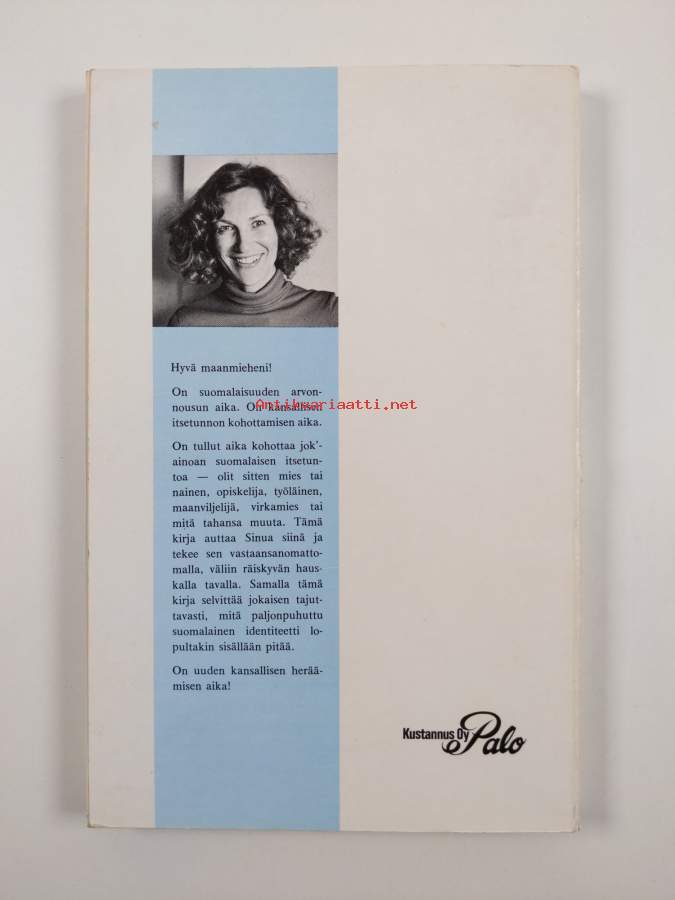 Hyvä maanmieheni!
On suomalaisuuden arvon-
nousun aika. On kansallisen
Antikvariaatti.net
itsetunnon kohottamisen aika.
On tullut aika kohottaa jok'-
ainoan suomalaisen itsetun-
toa — olit sitten mies tai
nainen, opiskelija, työläinen,
maanviljelijä, virkamies tai
mitä tahansa muuta. Tämä
kirja auttaa Sinua siinä ja
tekee sen vastaansanomatto-
malla, väliin räiskyvän haus-
kalla tavalla. Samalla tämä
kirja selvittää jokaisen tajut-
tavasti, mitä paljonpuhuttu
suomalainen identiteetti lo-
pultakin sisällään pitää.
On uuden kansallisen herää-
misen aika!
Kustannus Oy Palo